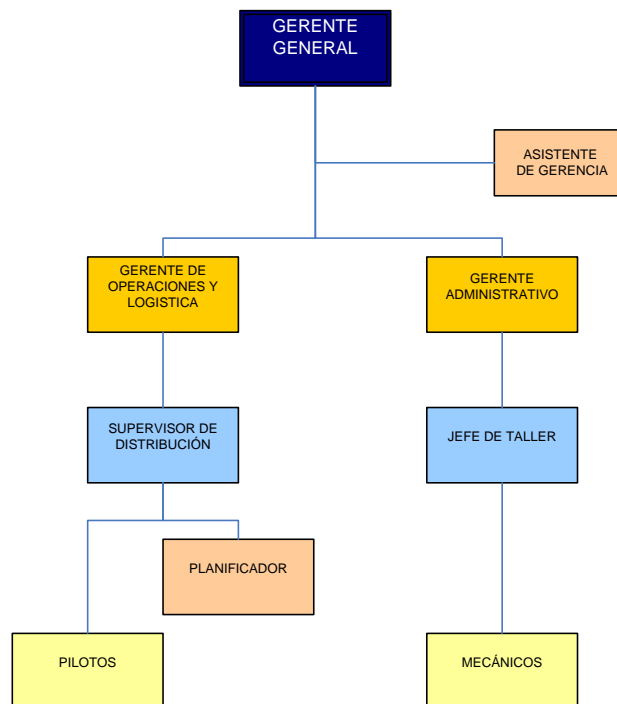 GERENTE
GENERAL
ASISTENTE
DE GERENCIA
GERENTE DE
OPERACIONES Y
LOGISTICA
GERENTE
ADMINISTRATIVO
SUPERVISOR DE
DISTRIBUCIÓN
JEFE DE TALLER
PLANIFICADOR
PILOTOS
MECÁNICOS